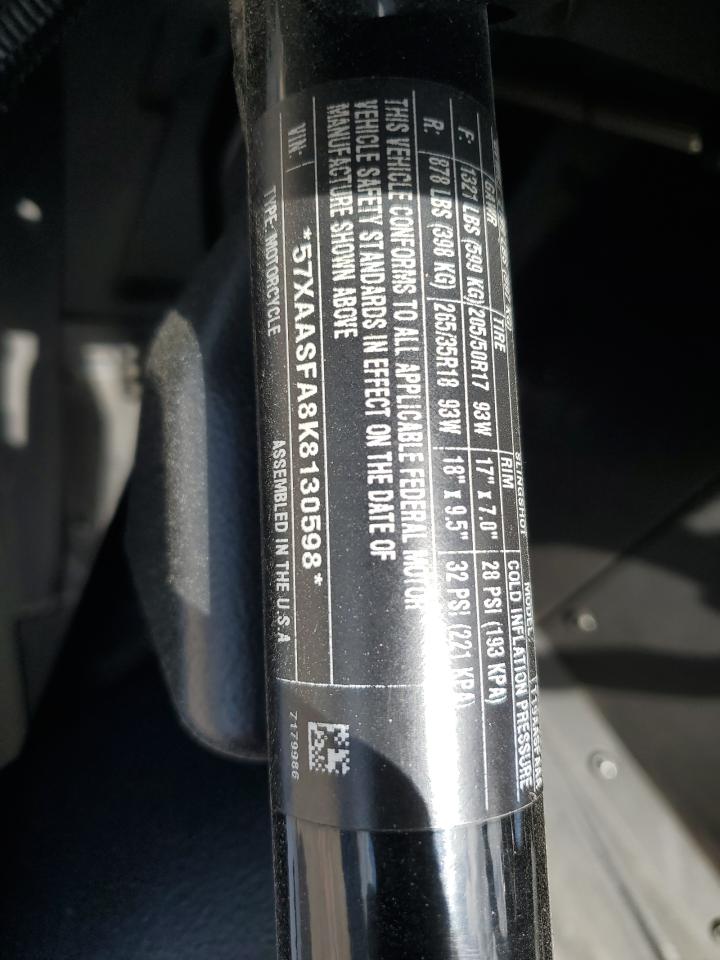 SLINGSHOT MODEL:
GAWR TIRE RIM COLD INFLATION PRESSURE
F: 1321 LBS (599 KG) 205/50R17 93W 17" X 7.0" 28 PSI (193 KPA)
R: 878 LBS (398 KG) 265/35R18 93W 18" X 9.5" 32 PSI (221 KPA)
THIS VEHICLE CONFORMS TO ALL APPLICABLE FEDERAL MOTOR
VEHICLE SAFETY STANDARDS IN EFFECT ON THE DATE OF
MANUFACTURE SHOWN ABOVE
VIN: *57XAASFA8K8130598*
TYPE: MOTORCYCLE ASSEMBLED IN THE U.S.A
7179986